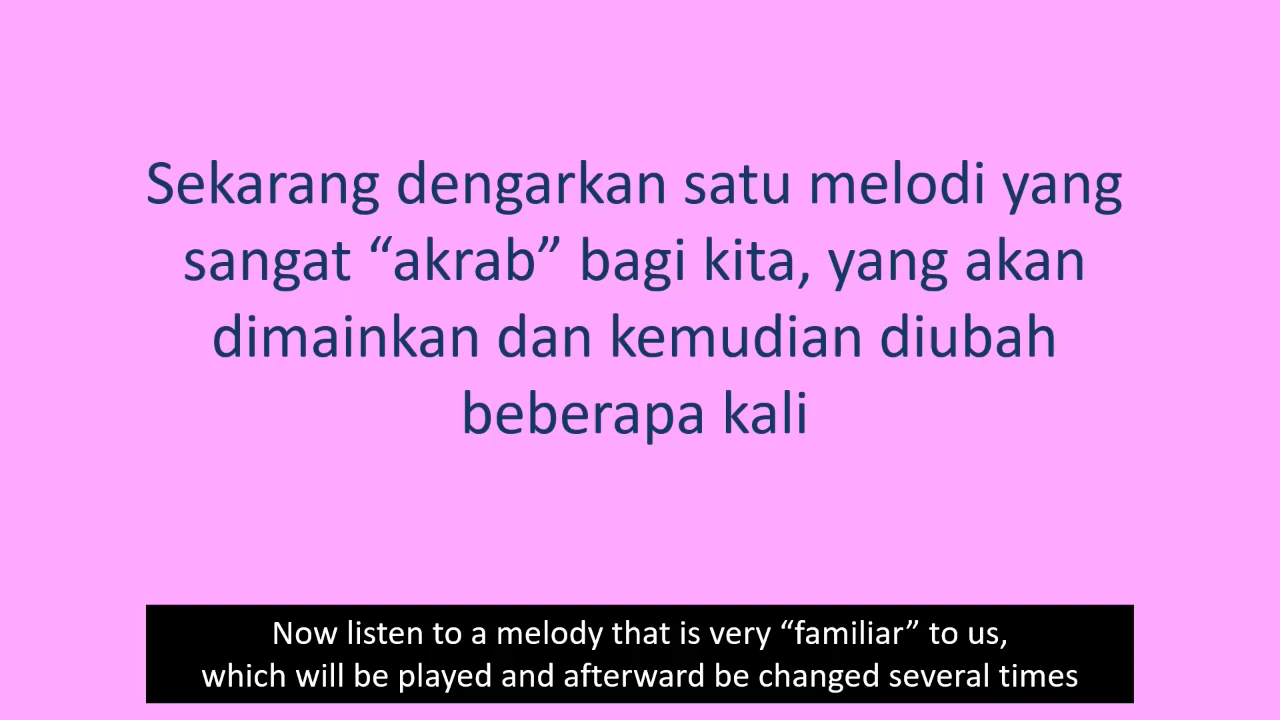 Sekarang dengarkan satu melodi yang
sangat “akrab” bagi kita, yang akan
dimainkan dan kemudian diubah
beberapa kali
Now listen to a melody that is very “familiar” to us,
which will be played and afterward be changed several times